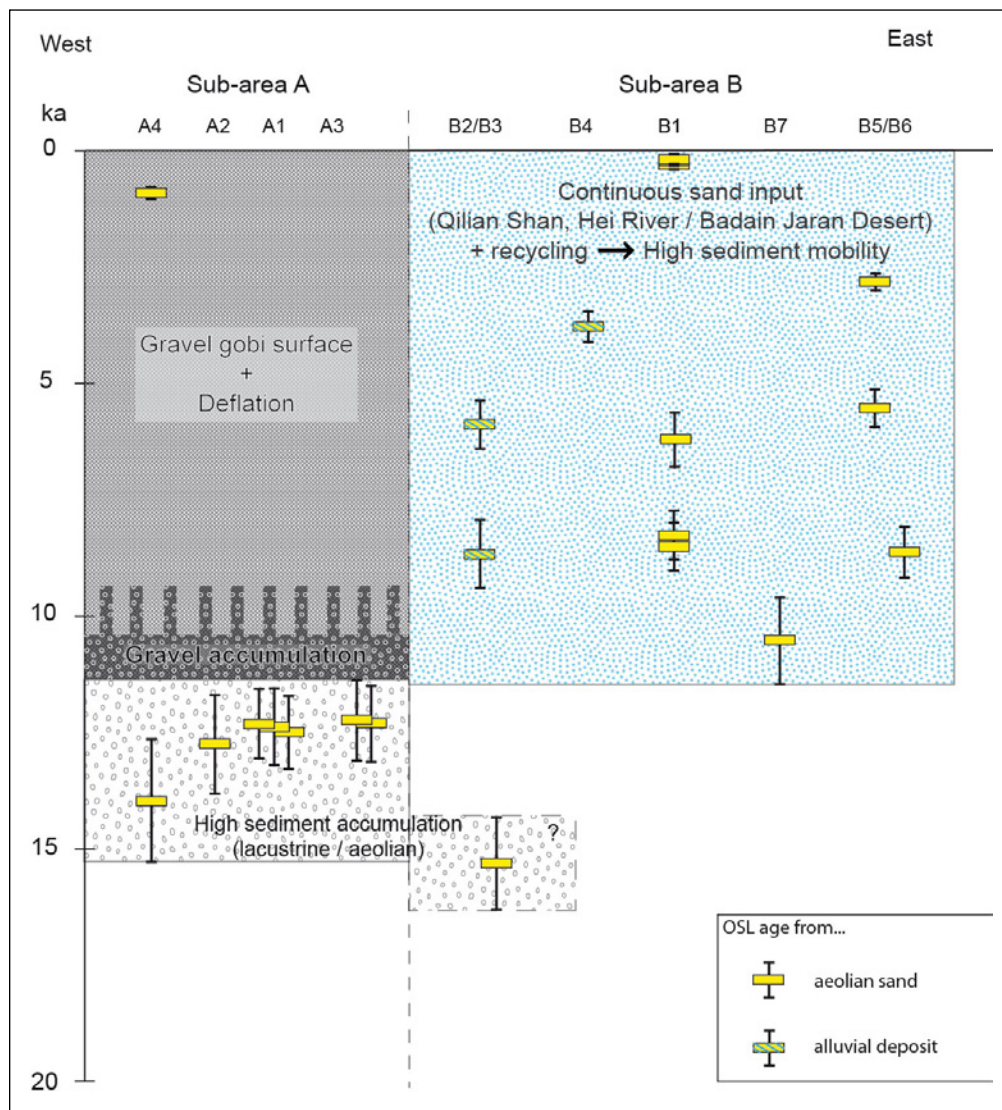 West
East
Sub-area A
Sub-area B
ka
A4
A2
A1
A3
B2/B3
B4
B1
B7
B5/B6
0
Continuous sand input
(Qilian Shan, Hei River / Badain Jaran Desert)
+ recycling → High sediment mobility
Gravel gobi surface
+
Deflation
5
10
Gravel accumulation
High sediment accumulation
(lacustrine / aeolian)
?
15
OSL age from...
aeolian sand
alluvial deposit
20